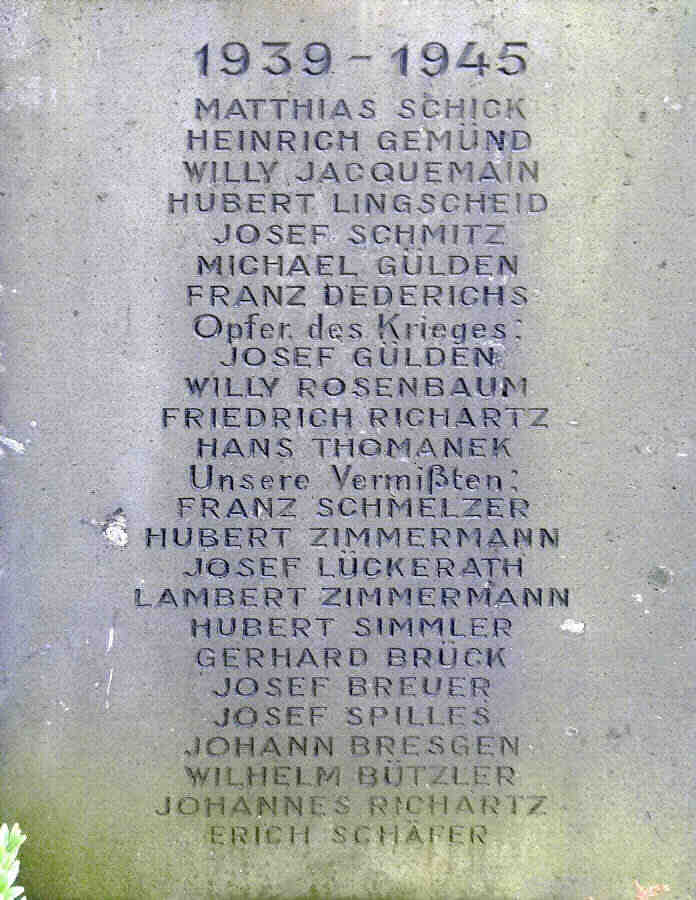 1939 - 1945
MATTHIAS SCHICK
HEINRICH GEMÜND
WILLY JACQUEMAIN
HUBERT LINGSCHEID
JOSEF SCHMITZ
MICHAEL GÜLDEN
FRANZ DEDERICHS
Opfer des Krieges:
JOSEF GÜLDEN
WILLY ROSENBAUM
FRIEDRICH RICHARTZ
HANS THOMANEK
Unsere Vermißten:
FRANZ SCHMELZER
HUBERT ZIMMERMANN
JOSEF LÜCKERATH
LAMBERT ZIMMERMANN
HUBERT SIMMLER
GERHARD BRÜCK
JOSEF BREUER
JOSEF SPILLES
JOHANN BRESGEN
WILHELM BÜTZLER
JOHANNES RICHARTZ
ERICH SCHÄFER